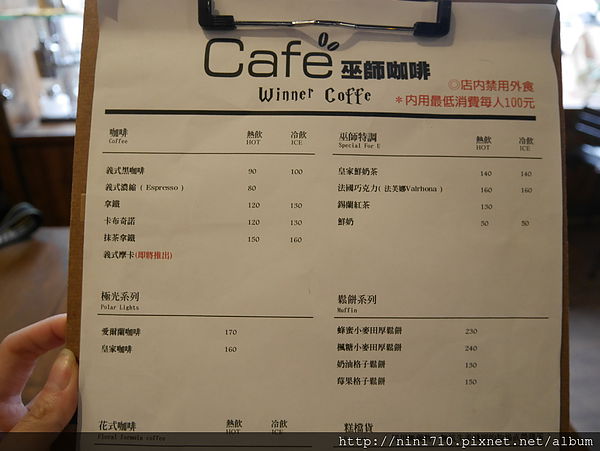 Cafe 巫師咖啡
Winner Coffe
◎店內禁用外食
*內用最低消費每人100元
咖啡 熱飲 冷飲
Coffee HOT ICE
義式黑咖啡 90 100
義式濃縮 ( Espresso ) 80
拿鐵 120 130
卡布奇諾 120 130
抹茶拿鐵 150 160
義式摩卡(即將推出)
巫師特調 熱飲 冷飲
Special For U HOT ICE
皇家鮮奶茶 140 140
法國巧克力( 法芙娜Valrhona ) 160 160
錫蘭紅茶 130
鮮奶 50 50
極光系列
Polar Lights
愛爾蘭咖啡 170
皇家咖啡 160
鬆餅系列
Muffin
蜂蜜小麥田厚鬆餅 230
楓糖小麥田厚鬆餅 240
奶油格子鬆餅 130
莓果格子鬆餅 150
花式咖啡 熱飲 冷飲
Floral formula coffee HOT ICE
糕檔貨
http://nini710.pixnet.net/album